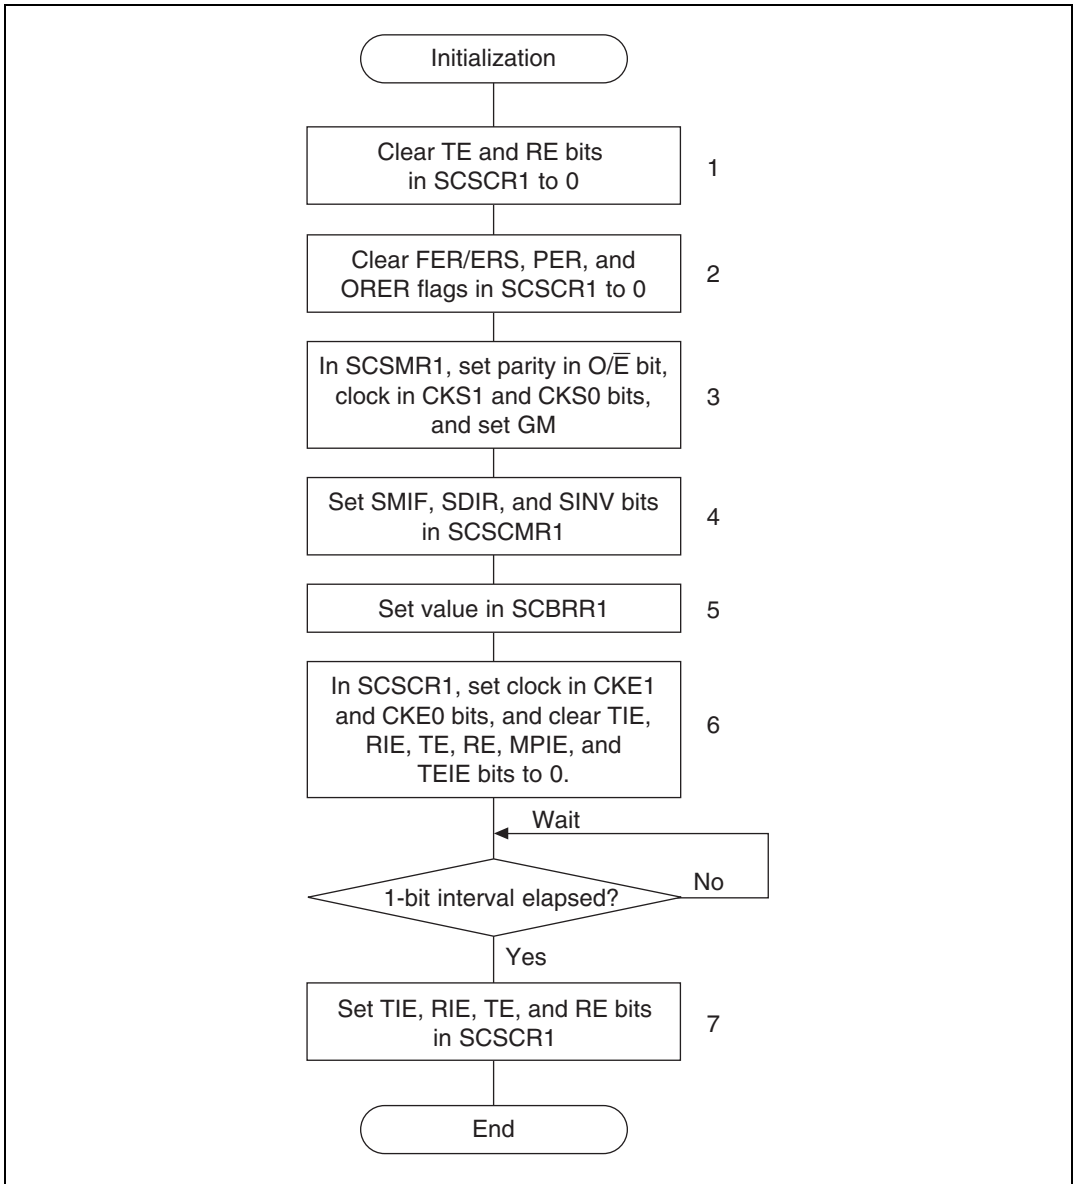 Initialization
Clear TE and RE bits
in SCSCR1 to 0
1
Clear FER/ERS, PER, and
ORER flags in SCSCR1 to 0
2
In SCSMR1, set parity in O/E̅ bit,
clock in CKS1 and CKS0 bits,
and set GM
3
Set SMIF, SDIR, and SINV bits
in SCSCMR1
4
Set value in SCBRR1
5
In SCSCR1, set clock in CKE1
and CKE0 bits, and clear TIE,
RIE, TE, RE, MPIE, and
TEIE bits to 0.
6
Wait
1-bit interval elapsed?
No
Yes
Set TIE, RIE, TE, and RE bits
in SCSCR1
7
End